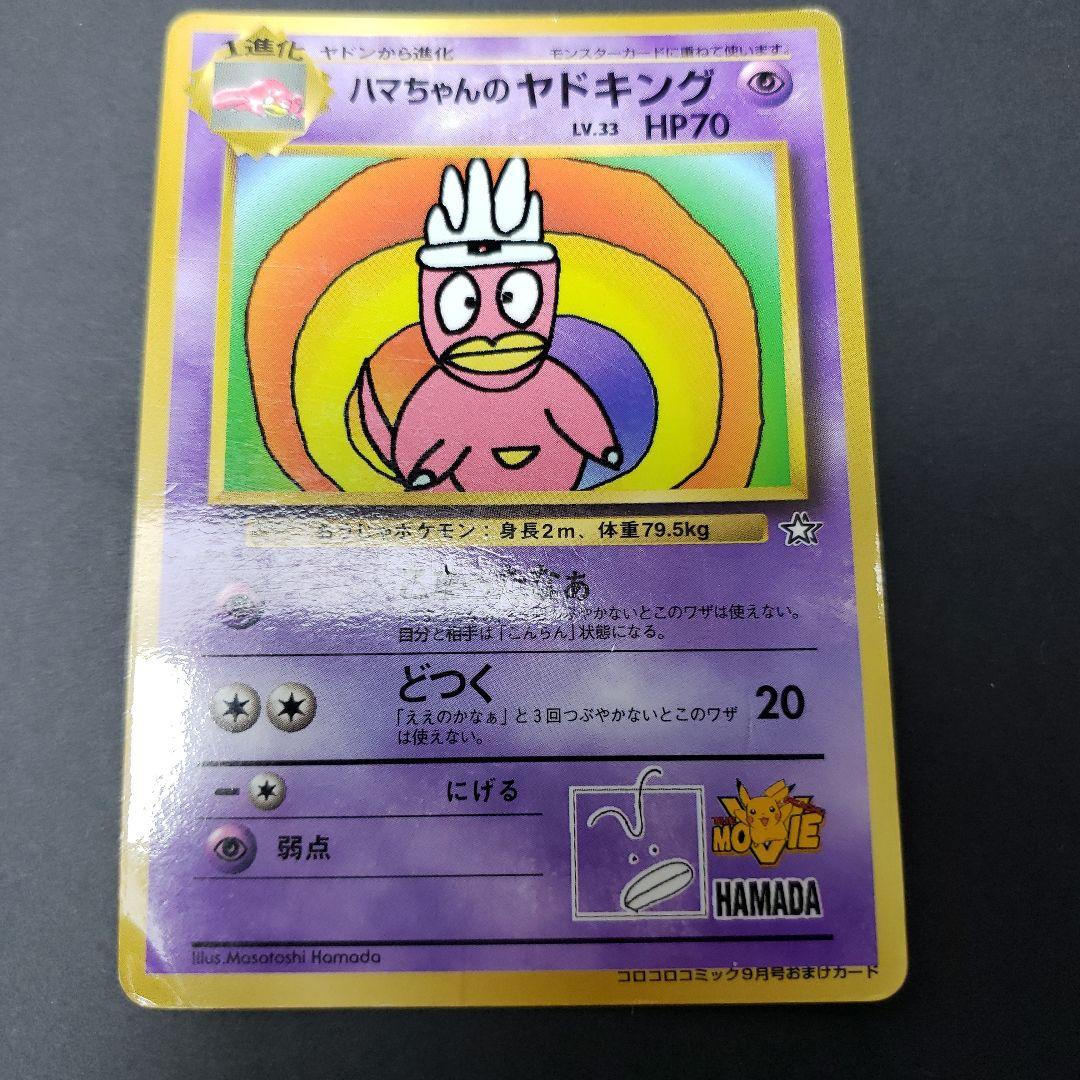 1進化
ヤドンから進化
モンスターカードに重ねて使います。
ハマちゃんのヤドキング
LV.33 HP70
ポケモン：身長2m、体重79.5kg
なぁ
やかないとこのワザは使えない。
自分と相手は「こんらん」状態になる。
どつく
20
「ええのかなぁ」と3回つぶやかないとこのワザ
は使えない。
にげる
弱点
MOVIE
HAMADA
Illus.Masatoshi Hamada
コロコロコミック9月号おまけカード